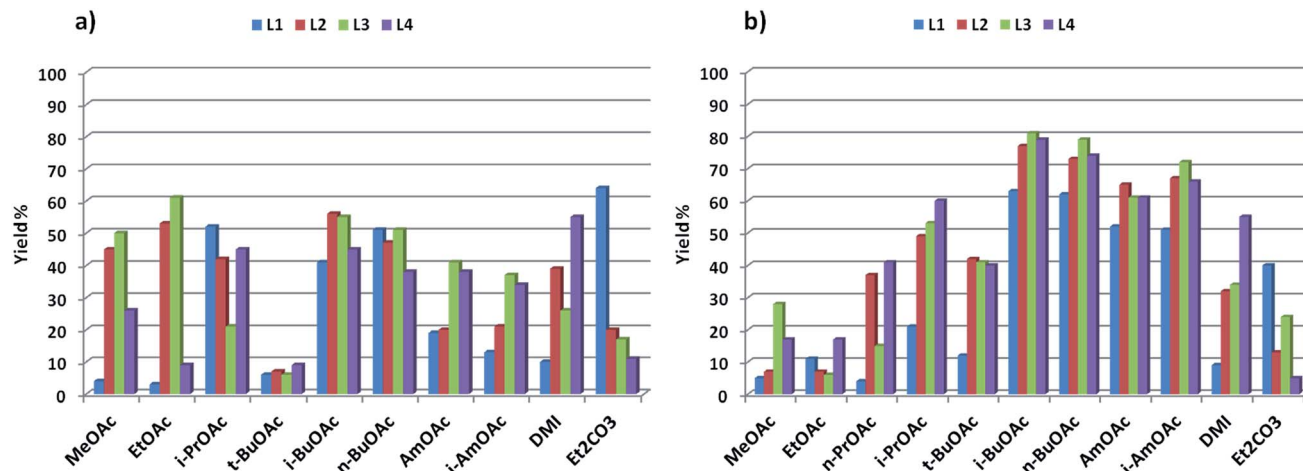 a)
L1 L2 L3 L4
Yield%
100
90
80
70
60
50
40
30
20
10
0
MeOAc EtOAc i-PrOAc t-BuOAc i-BuOAc n-BuOAc AmOAc i-AmOAc DMI Et2CO3
b)
L1 L2 L3 L4
Yield%
100
90
80
70
60
50
40
30
20
10
0
MeOAc EtOAc n-PrOAc i-PrOAc t-BuOAc i-BuOAc n-BuOAc AmOAc i-AmOAc DMI Et2CO3